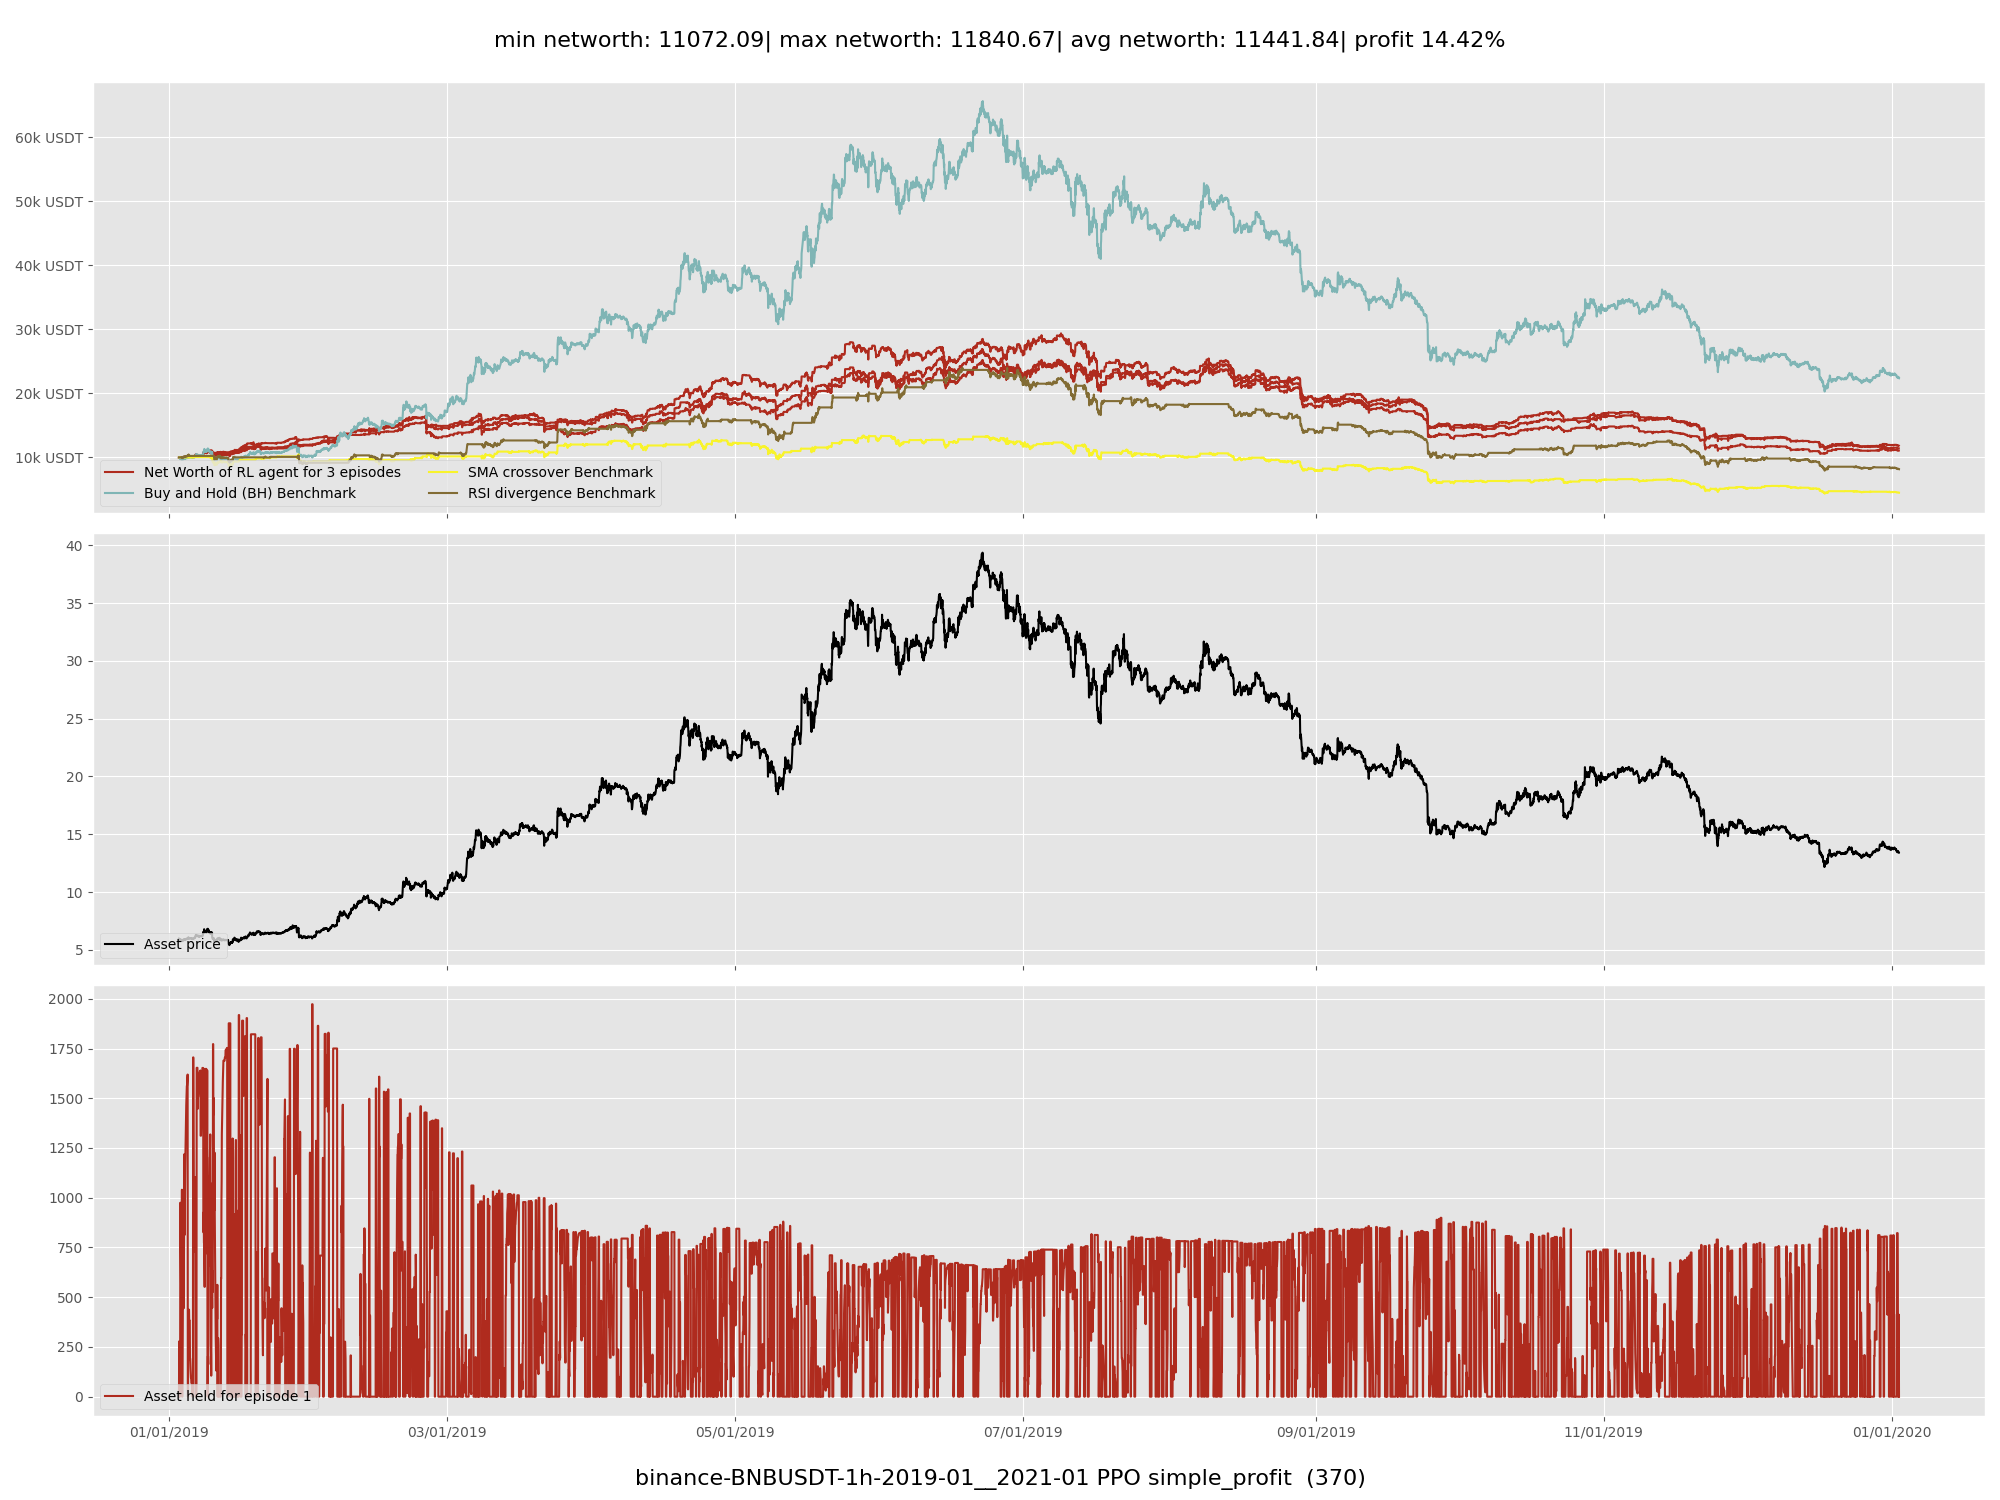 min networth: 11072.09| max networth: 11840.67| avg networth: 11441.84| profit 14.42%
60k USDT
50k USDT
40k USDT
30k USDT
20k USDT
10k USDT
Net Worth of RL agent for 3 episodes
Buy and Hold (BH) Benchmark
SMA crossover Benchmark
RSI divergence Benchmark
40
35
30
25
20
15
10
5
Asset price
2000
1750
1500
1250
1000
750
500
250
0
Asset held for episode 1
01/01/2019 03/01/2019 05/01/2019 07/01/2019 09/01/2019 11/01/2019 01/01/2020
binance-BNBUSDT-1h-2019-01__2021-01 PPO simple_profit  (370)